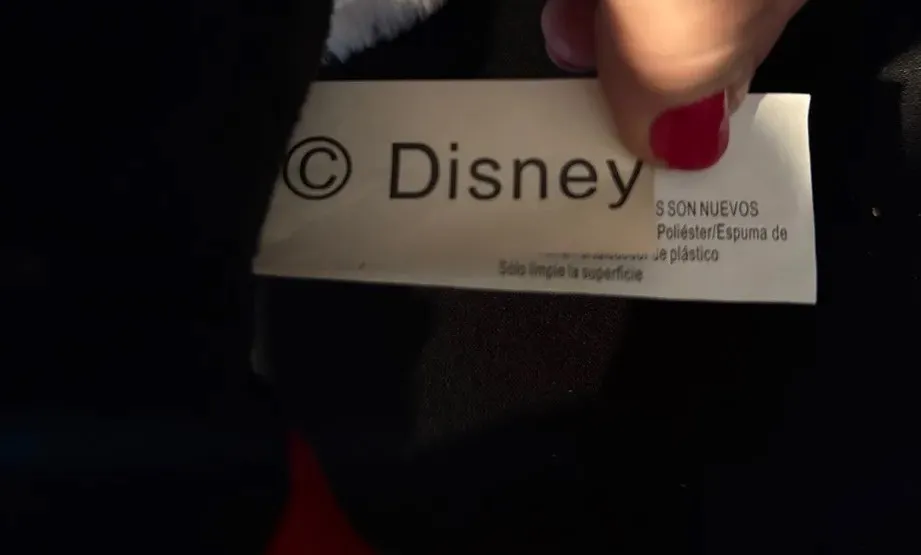 © Disney
S SON NUEVOS
Poliéster/Espuma de
de plástico
Sólo limpie la superficie